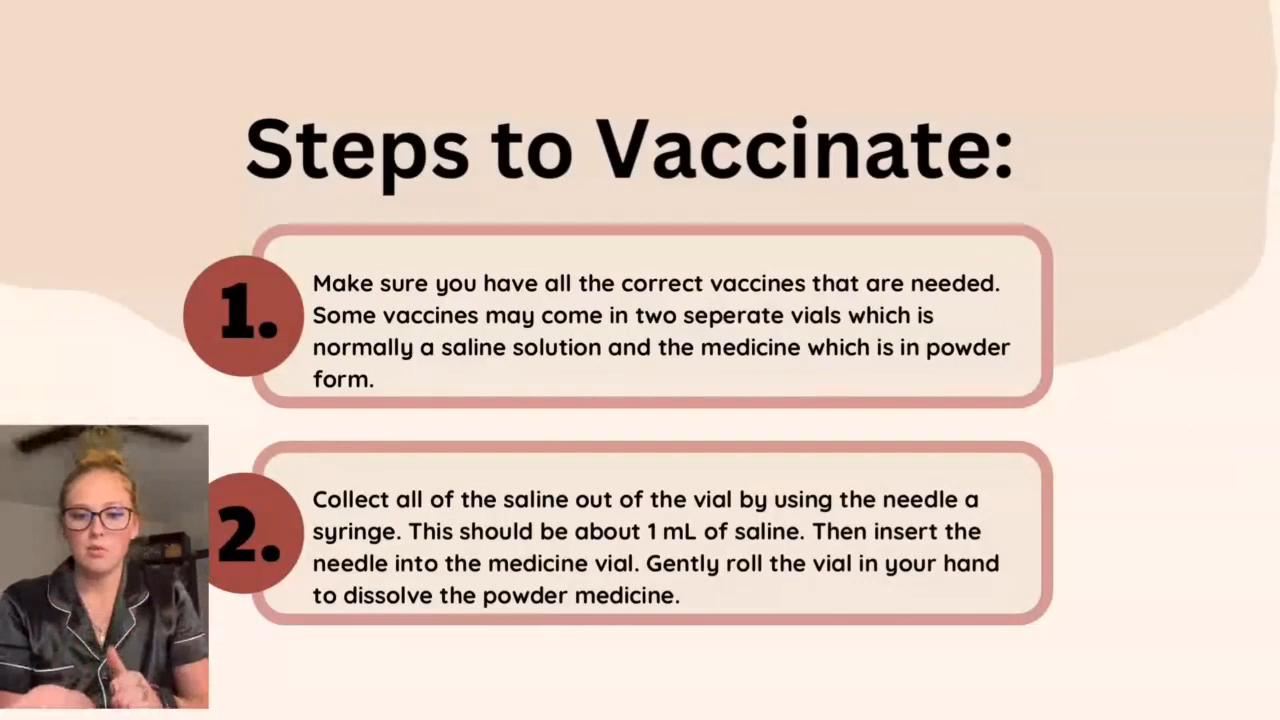 Steps to Vaccinate:
1.
Make sure you have all the correct vaccines that are needed.
Some vaccines may come in two seperate vials which is
normally a saline solution and the medicine which is in powder
form.
2.
Collect all of the saline out of the vial by using the needle a
syringe. This should be about 1 mL of saline. Then insert the
needle into the medicine vial. Gently roll the vial in your hand
to dissolve the powder medicine.